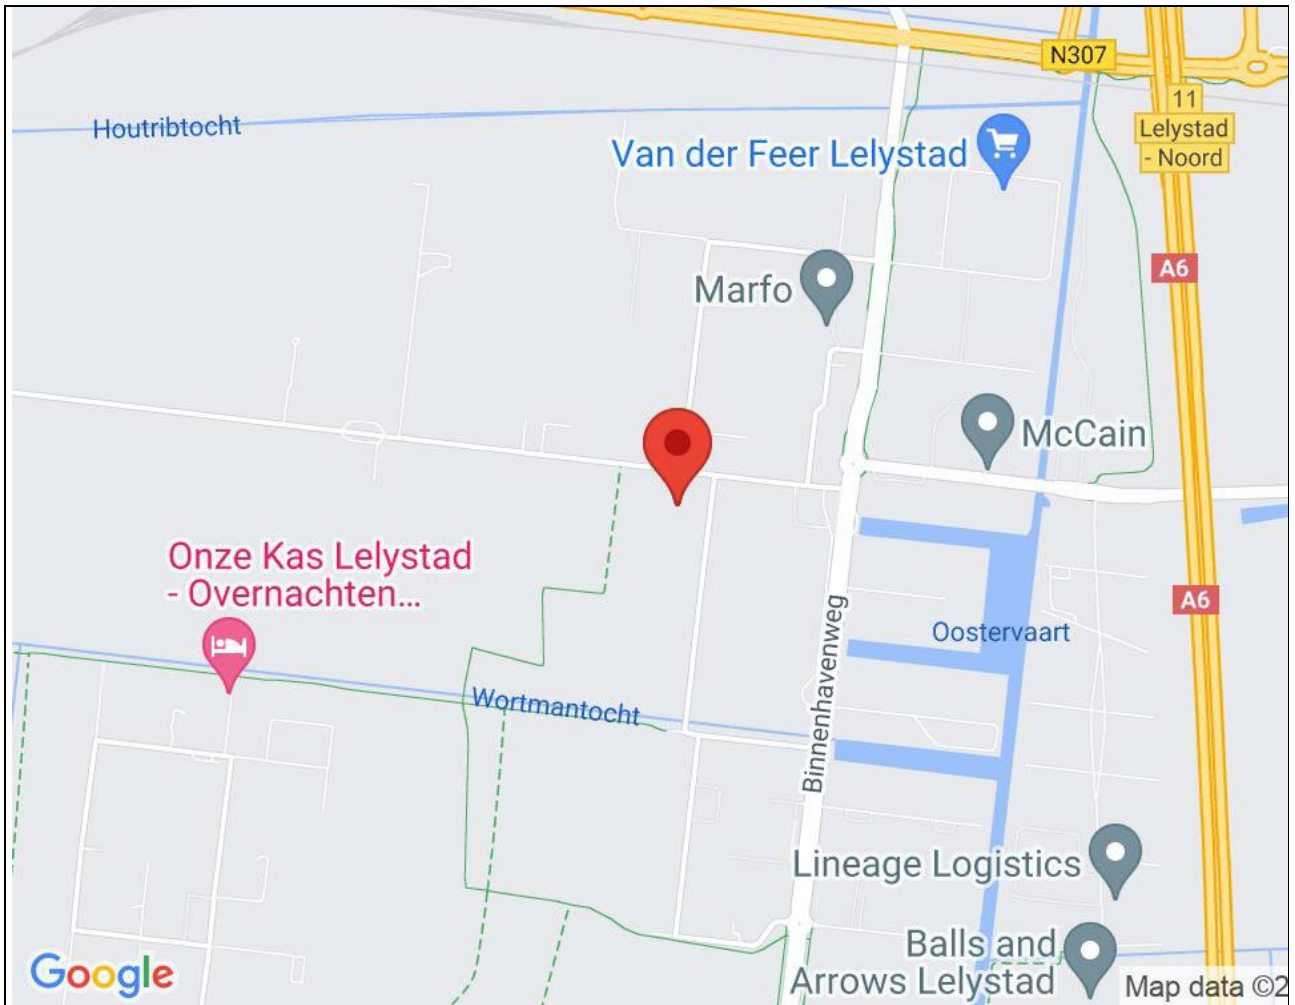 N307
11
Lelystad
- Noord
Houtribtocht
Van der Feer Lelystad
A6
Marfo
McCain
Onze Kas Lelystad
- Overnachten...
A6
Oostervaart
Binnenhavenweg
Wortmantocht
Lineage Logistics
Balls and
Arrows Lelystad
Google
Map data ©2